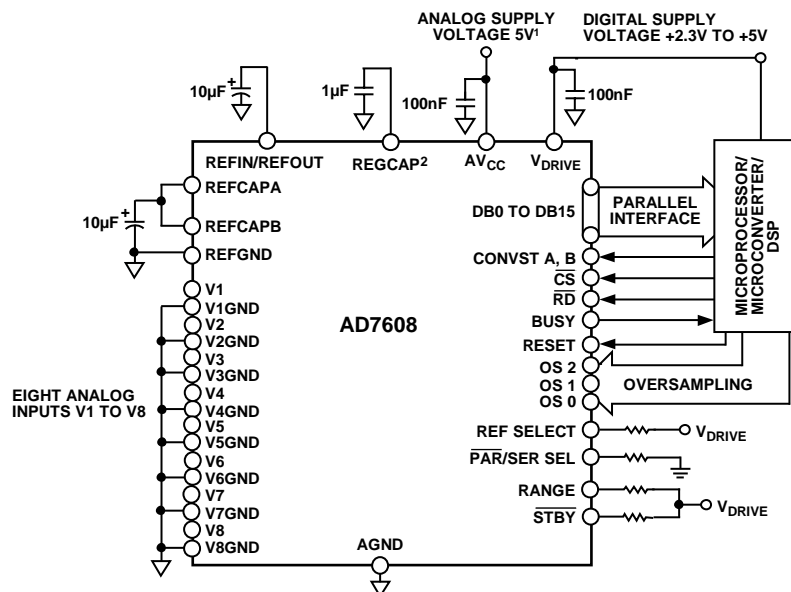 ANALOG SUPPLY
VOLTAGE 5V¹
DIGITAL SUPPLY
VOLTAGE +2.3V TO +5V
10µF
+
1µF
100nF
100nF
REFIN/REFOUT
REGCAP²
AVCC
VDRIVE
REFCAPA
10µF
+
REFCAPB
REFGND
DB0 TO DB15
PARALLEL
INTERFACE
MICROPROCESSOR/
MICROCONVERTER/
DSP
CONVST A, B
CS
RD
BUSY
RESET
OS 2
OS 1
OS 0
OVERSAMPLING
AD7608
V1
V1GND
V2
V2GND
V3
V3GND
V4
V4GND
V5
V5GND
V6
V6GND
V7
V7GND
V8
V8GND
EIGHT ANALOG
INPUTS V1 TO V8
REF SELECT
VDRIVE
PAR/SER SEL
RANGE
STBY
VDRIVE
AGND